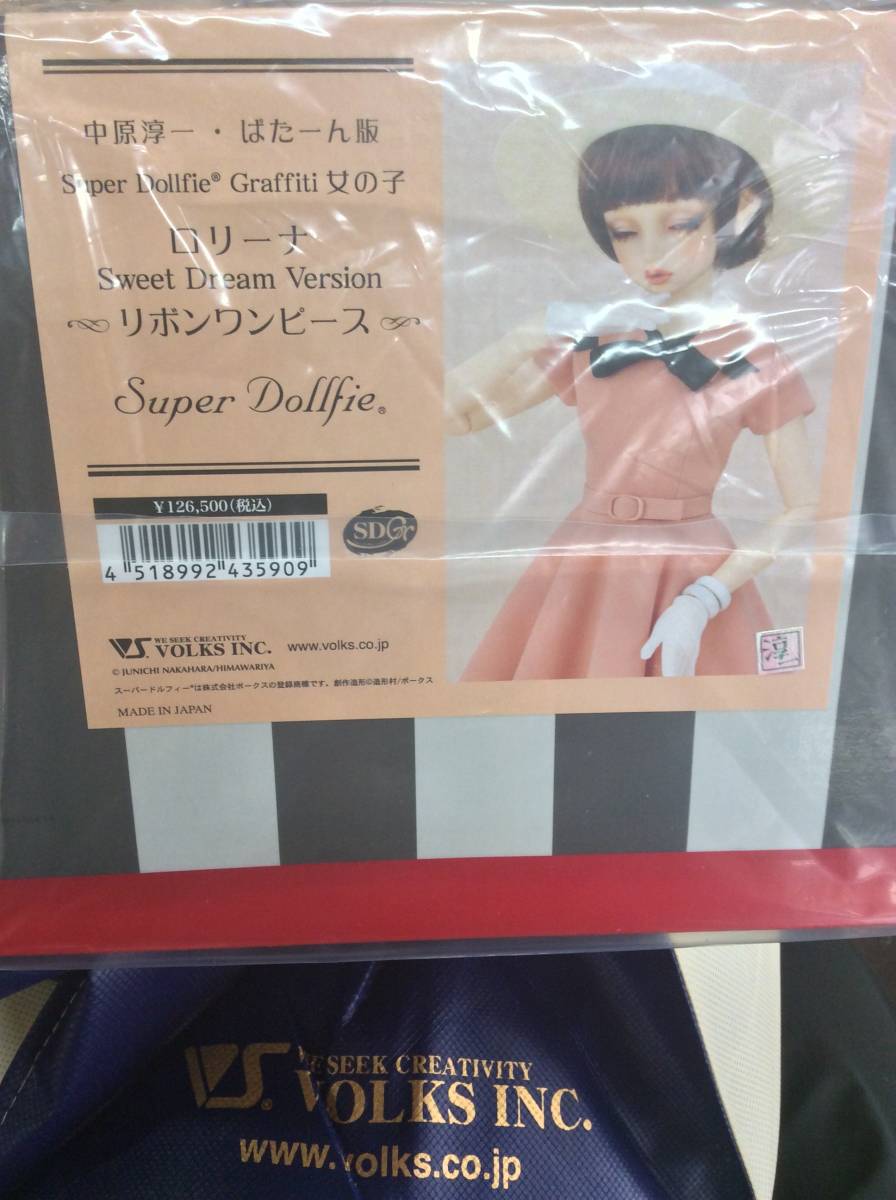 中原淳一・ぱたーん版
Super Dollfie® Graffiti 女の子
ロリーナ
Sweet Dream Version
リボンワンピース
Super Dollfie®
¥126,500(税込)
4 518992 435909
SDGr
VS WE SEEK CREATIVITY
VOLKS INC. www.volks.co.jp
© JUNICHI NAKAHARA/HIMAWARIYA
スーパードルフィー®は株式会社ボークスの登録商標です。創作造形©造形村/ボークス
MADE IN JAPAN
淳一
VS. WE SEEK CREATIVITY
VOLKS INC.
www.volks.co.jp